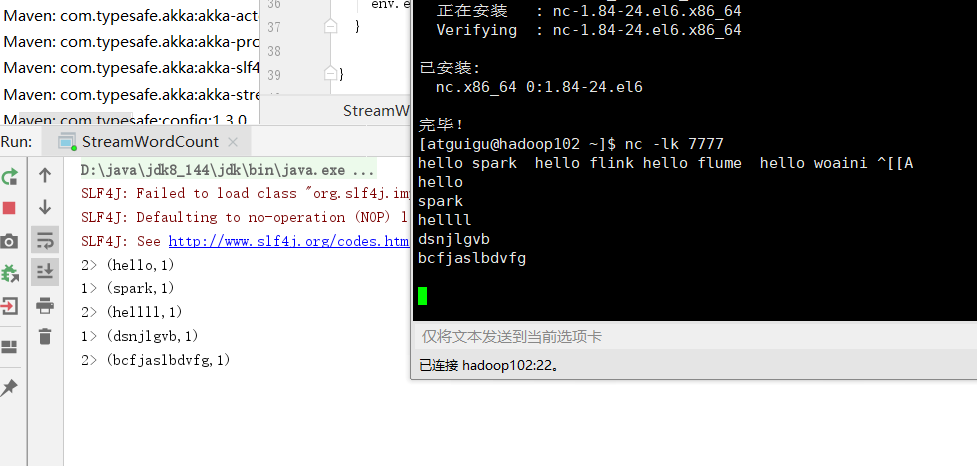 Maven: com.typesafe.akka:akka-act
Maven: com.typesafe.akka:akka-pro
Maven: com.typesafe.akka:akka-slf4
Maven: com.typesafe.akka:akka-stre
Maven: com.typesafe:config:1.3.0
36 env.e
37 }
38
39 }
StreamWo
Run: StreamWordCount
D:\java\jdk8_144\jdk\bin\java.exe ...
SLF4J: Failed to load class "org.slf4j.imp
SLF4J: Defaulting to no-operation (NOP) l
SLF4J: See http://www.slf4j.org/codes.htm
2> (hello,1)
1> (spark,1)
2> (hellll,1)
1> (dsnjlgvb,1)
2> (bcfjaslbdvfg,1)
正在安装 : nc-1.84-24.el6.x86_64
Verifying : nc-1.84-24.el6.x86_64
已安装:
nc.x86_64 0:1.84-24.el6
完毕!
[atguigu@hadoop102 ~]$ nc -lk 7777
hello spark  hello flink hello flume  hello woaini ^[[A
hello
spark
hellll
dsnjlgvb
bcfjaslbdvfg
仅将文本发送到当前选项卡
已连接 hadoop102:22。